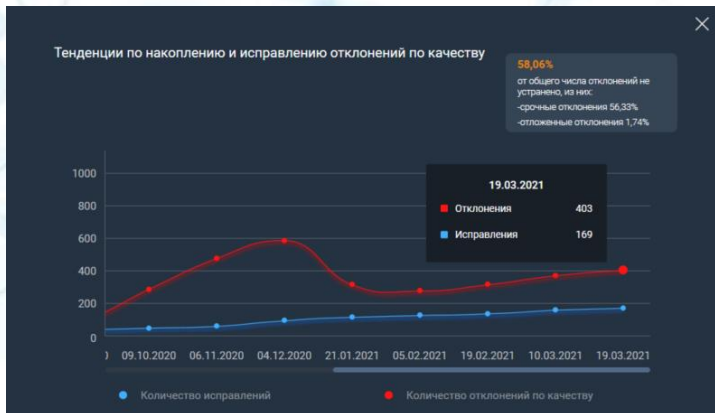 Тенденции по накоплению и исправлению отклонений по качеству
58,06%
от общего числа отклонений не
устранено, из них:
-срочные отклонения 56,33%
-отложенные отклонения 1,74%
1000
800
600
400
200
0
19.03.2021
Отклонения 403
Исправления 169
0 09.10.2020 06.11.2020 04.12.2020 21.01.2021 05.02.2021 19.02.2021 10.03.2021 19.03.2021
Количество исправлений Количество отклонений по качеству